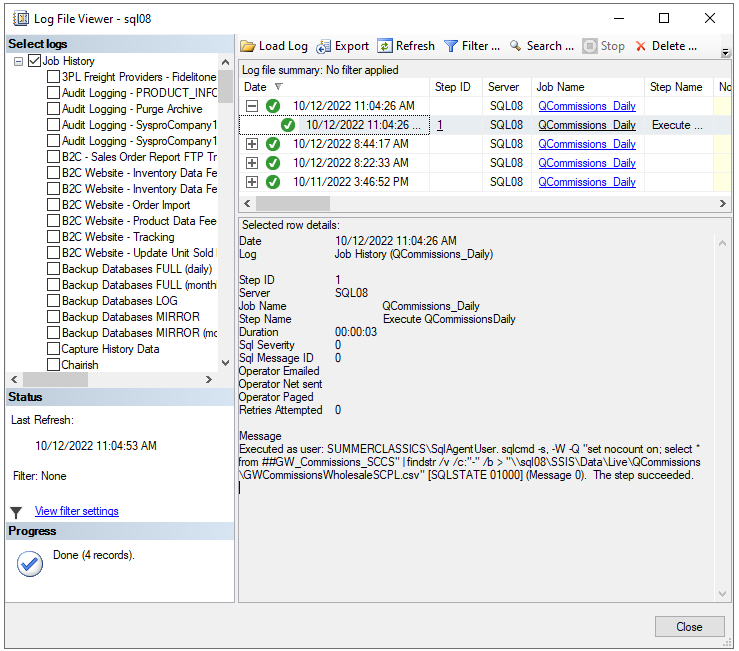 Log File Viewer - sql08
Select logs
Job History
3PL Freight Providers - Fidelitone
Audit Logging - PRODUCT_INFO
Audit Logging - Purge Archive
Audit Logging - SysproCompany1
Audit Logging - SysproCompany1
B2C - Sales Order Report FTP Tr
B2C Website - Inventory Data Fe
B2C Website - Inventory Data Fe
B2C Website - Order Import
B2C Website - Product Data Fee
B2C Website - Tracking
B2C Website - Update Unit Sold
Backup Databases FULL (daily)
Backup Databases FULL (month
Backup Databases LOG
Backup Databases MIRROR
Backup Databases MIRROR (mo
Capture History Data
Chairish
Status
Last Refresh:
10/12/2022 11:04:53 AM
Filter: None
View filter settings
Progress
Done (4 records).
Load Log Export Refresh Filter ... Search ... Stop Delete ...
Log file summary: No filter applied
Date Step ID Server Job Name Step Name No
10/12/2022 11:04:26 AM SQL08 QCommissions_Daily
10/12/2022 11:04:26 ... 1 SQL08 QCommissions_Daily Execute ...
10/12/2022 8:44:17 AM SQL08 QCommissions_Daily
10/12/2022 8:22:33 AM SQL08 QCommissions_Daily
10/11/2022 3:46:52 PM SQL08 QCommissions_Daily
Selected row details:
Date 10/12/2022 11:04:26 AM
Log Job History (QCommissions_Daily)
Step ID 1
Server SQL08
Job Name QCommissions_Daily
Step Name Execute QCommissionsDaily
Duration 00:00:03
Sql Severity 0
Sql Message ID 0
Operator Emailed
Operator Net sent
Operator Paged
Retries Attempted 0
Message
Executed as user: SUMMERCLASSICS\SqlAgentUser. sqlcmd -s, -W -Q "set nocount on; select *
from ##GW_Commissions_SCCS" | findstr /v /c:"-" /b > "\\sql08\SSIS\Data\Live\QCommissions
\GWCommissionsWholesaleSCPL.csv" [SQLSTATE 01000] (Message 0). The step succeeded.
Close